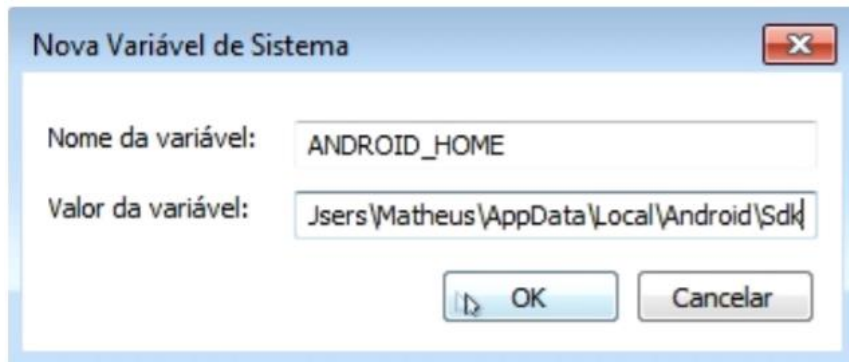 Nova Variável de Sistema
Nome da variável: ANDROID_HOME
Valor da variável: Jsers\Matheus\AppData\Local\Android\Sdk
OK Cancelar